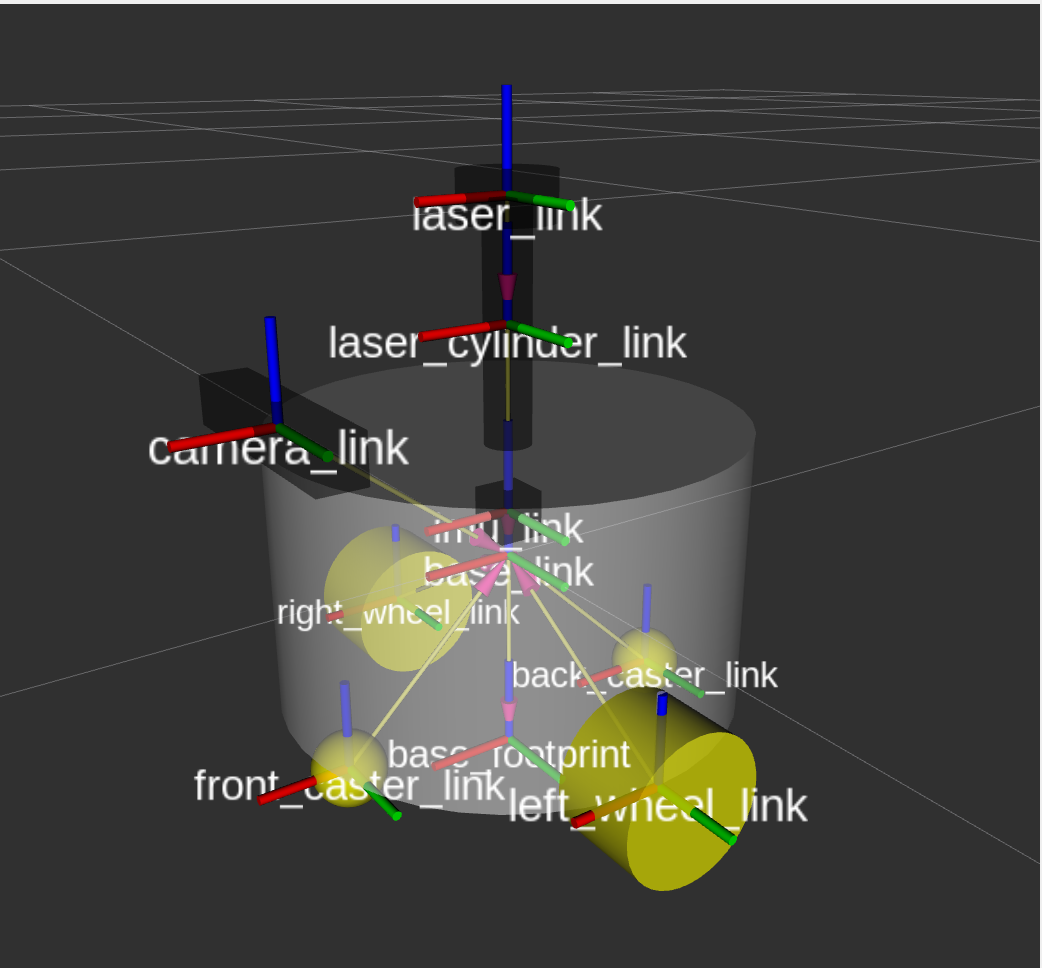 laser_link
laser_cylinder_link
camera_link
imu_link
base_link
right_wheel_link
back_caster_link
base_footprint
front_caster_link
left_wheel_link